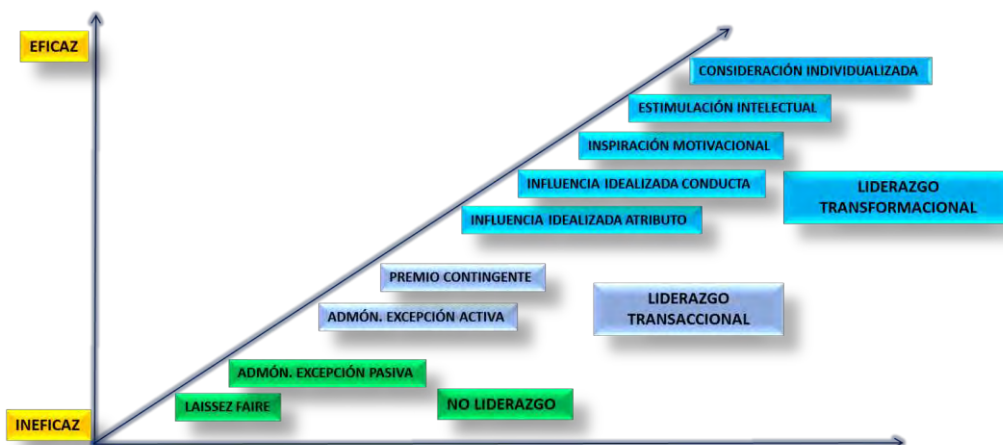 EFICAZ
CONSIDERACIÓN INDIVIDUALIZADA
ESTIMULACIÓN INTELECTUAL
INSPIRACIÓN MOTIVACIONAL
INFLUENCIA IDEALIZADA CONDUCTA
LIDERAZGO
TRANSFORMACIONAL
INFLUENCIA IDEALIZADA ATRIBUTO
PREMIO CONTINGENTE
LIDERAZGO
TRANSACCIONAL
ADMÓN. EXCEPCIÓN ACTIVA
ADMÓN. EXCEPCIÓN PASIVA
LAISSEZ FAIRE
NO LIDERAZGO
INEFICAZ